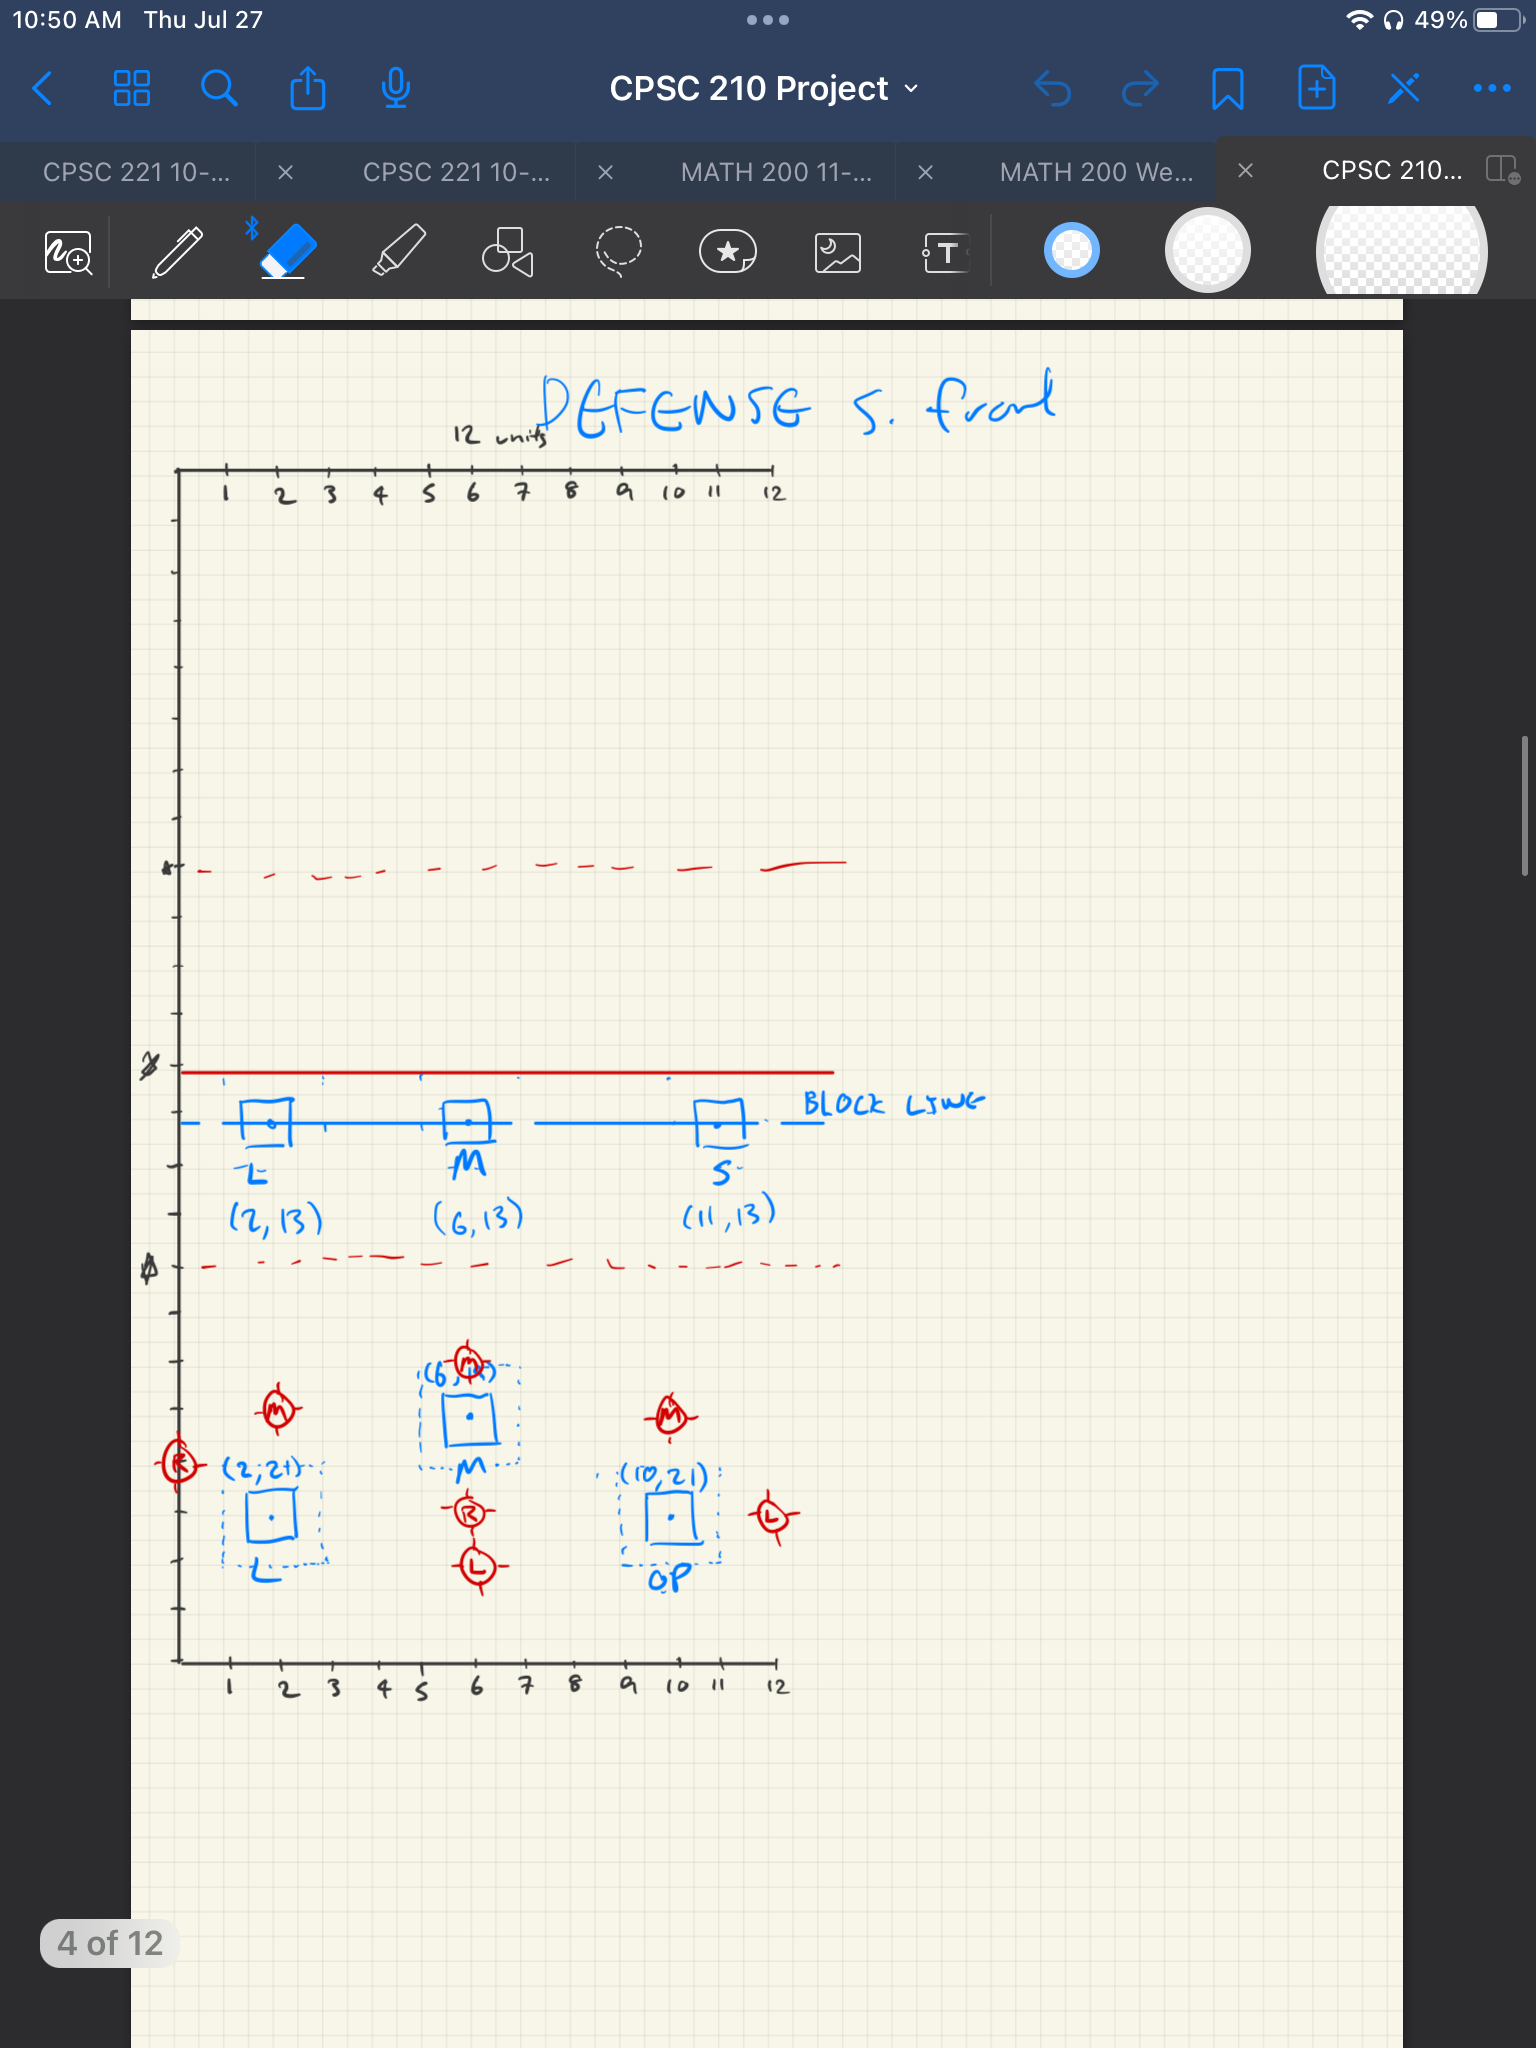 10:50 AM Thu Jul 27 49%
CPSC 210 Project
CPSC 221 10-... CPSC 221 10-... MATH 200 11-... MATH 200 We... CPSC 210...
T
DEFENSE S. front
12 units
1 2 3 4 5 6 7 8 9 10 11 12
BLOCK LINE
L M S
(2,13) (6,13) (11,13)
M
(6,
M M
R (2,21) M (10,21)
R L
L L OP
1 2 3 4 5 6 7 8 9 10 11 12
4 of 12